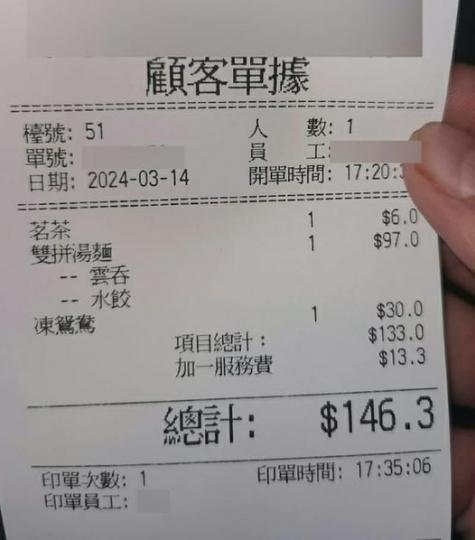 顧客單據
檯號: 51 人 數: 1
單號: 員 工:
日期: 2024-03-14 開單時間: 17:20:
茗茶 1 $6.0
雙拼湯麵 1 $97.0
-- 雲吞
-- 水餃
凍鴛鴦 1 $30.0
項目總計: $133.0
加一服務費 $13.3
總計: $146.3
印單次數: 1 印單時間: 17:35:06
印單員工: